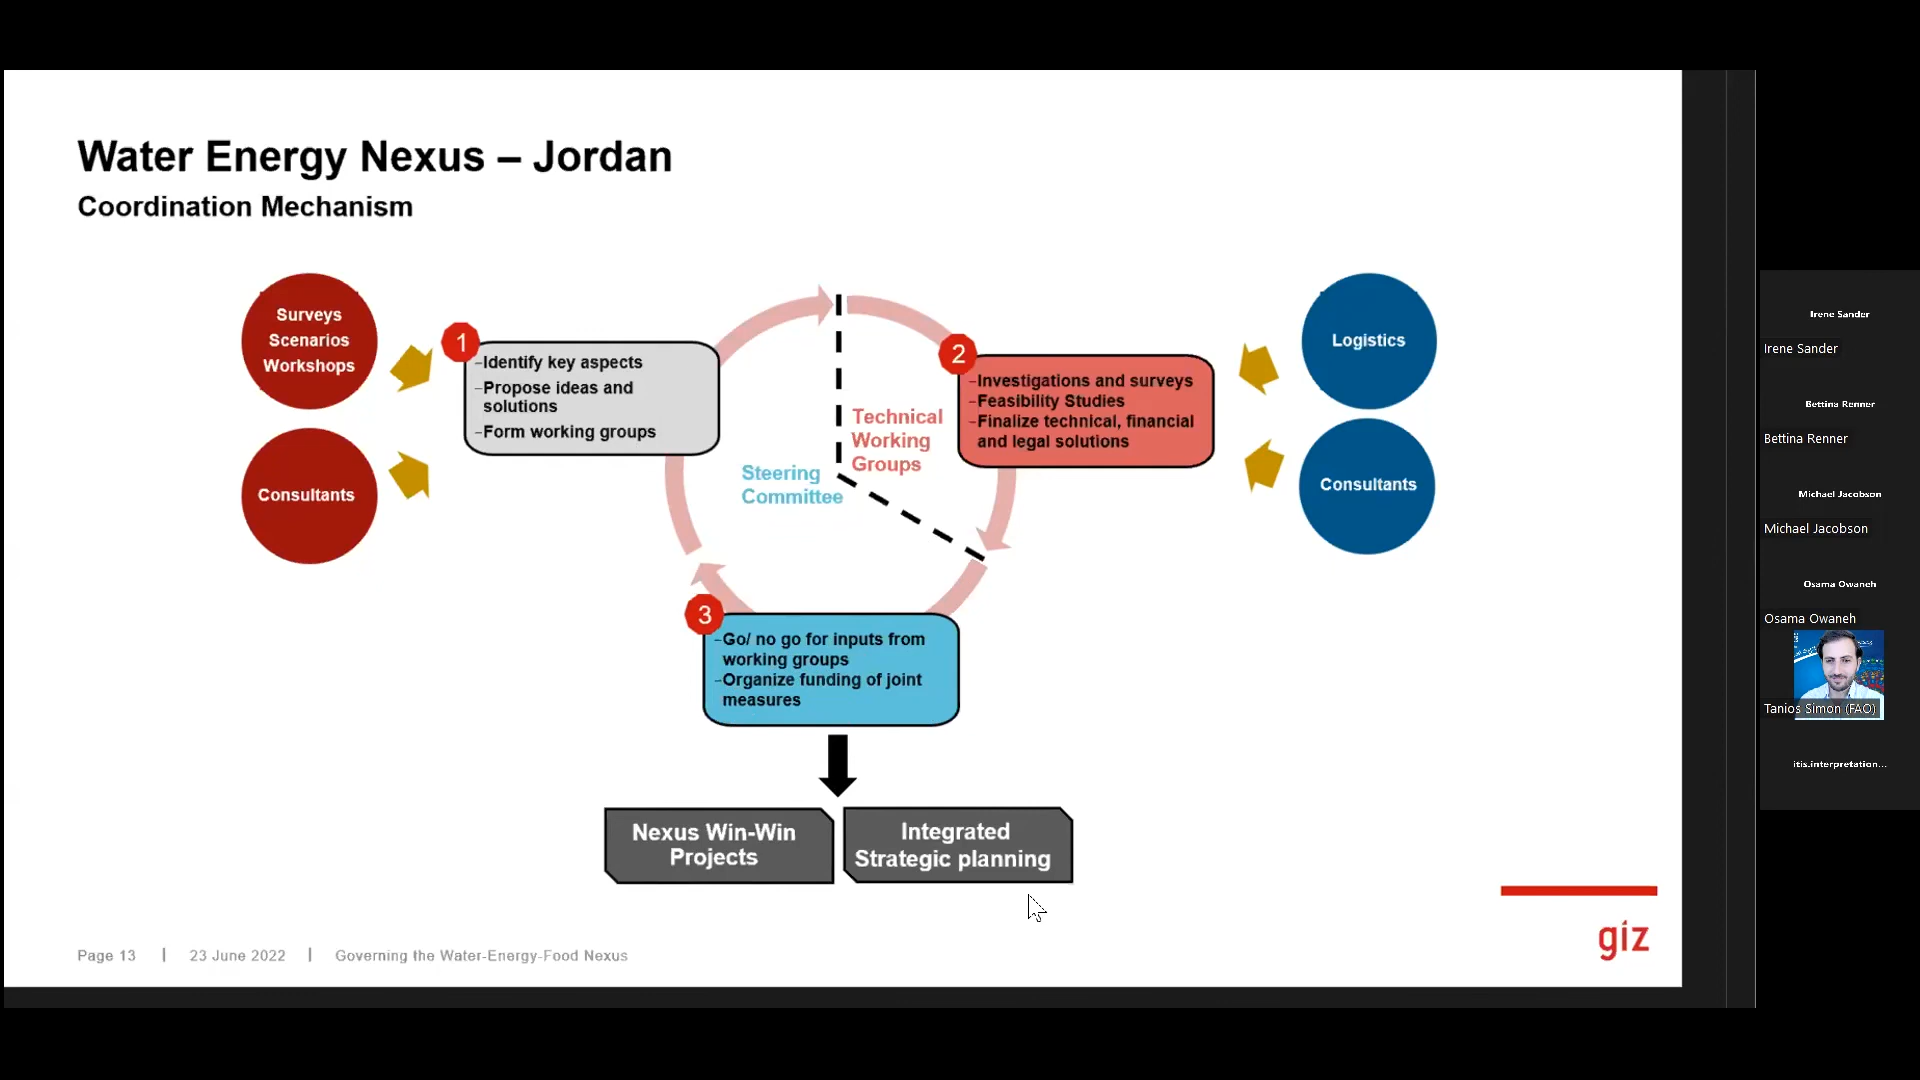 Water Energy Nexus – Jordan
Coordination Mechanism
Surveys
Scenarios
Workshops
Consultants
1
-Identify key aspects
-Propose ideas and
solutions
-Form working groups
Steering
Committee
Technical
Working
Groups
2
-Investigations and surveys
-Feasibility Studies
-Finalize technical, financial
and legal solutions
Logistics
Consultants
3
-Go/ no go for inputs from
working groups
-Organize funding of joint
measures
Nexus Win-Win
Projects
Integrated
Strategic planning
Page 13 | 23 June 2022 | Governing the Water-Energy-Food Nexus
giz
Irene Sander
Irene Sander
Bettina Renner
Bettina Renner
Michael Jacobson
Michael Jacobson
Osama Owaneh
Osama Owaneh
Tanios Simon (FAO)
itis.interpretation...